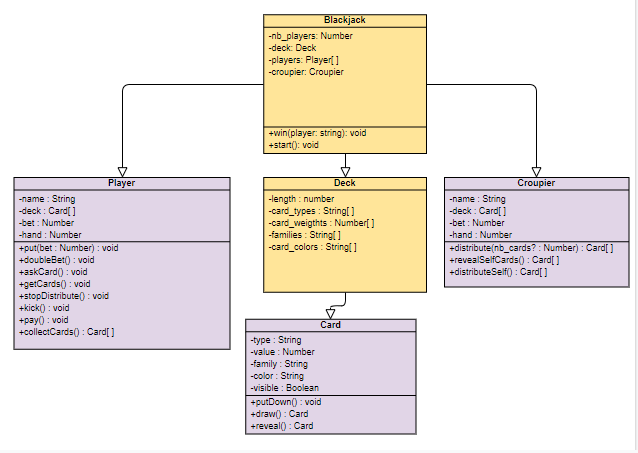 Blackjack
-nb_players: Number
-deck: Deck
-players: Player[ ]
-croupier: Croupier
+win(player: string): void
+start(): void
Player
-name : String
-deck : Card[ ]
-bet : Number
-hand : Number
+put(bet : Number) : void
+doubleBet() : void
+askCard() : void
+getCards() : void
+stopDistribute() : void
+kick() : void
+pay() : void
+collectCards() : Card[ ]
Deck
-length : number
-card_types : String[ ]
-card_weigthts : Number[ ]
-families : String[ ]
-card_colors : String[ ]
Croupier
-name : String
-deck : Card[ ]
-bet : Number
-hand : Number
+distribute(nb_cards? : Number) : Card[ ]
+revealSelfCards() : Card[ ]
+distributeSelf() : Card[ ]
Card
-type : String
-value : Number
-family : String
-color : String
-visible : Boolean
+putDown() : void
+draw() : Card
+reveal() : Card